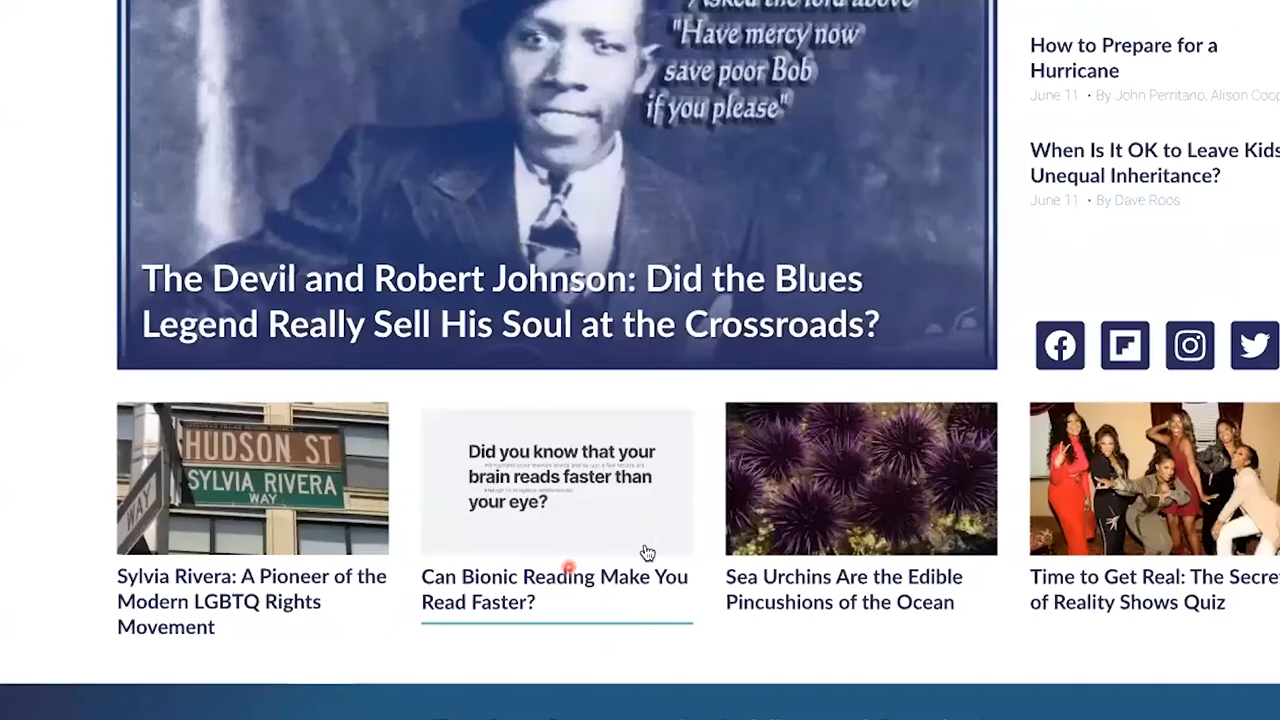 "Asked the lord above
"Have mercy now
save poor Bob
if you please"
The Devil and Robert Johnson: Did the Blues
Legend Really Sell His Soul at the Crossroads?
How to Prepare for a
Hurricane
June 11 • By John Perritano, Alison Coop
When Is It OK to Leave Kids
Unequal Inheritance?
June 11 • By Dave Roos
HUDSON ST
SYLVIA RIVERA
WAY
WAY
Sylvia Rivera: A Pioneer of the
Modern LGBTQ Rights
Movement
Did you know that your
brain reads faster than
your eye?
Can Bionic Reading Make You
Read Faster?
Sea Urchins Are the Edible
Pincushions of the Ocean
Time to Get Real: The Secre
of Reality Shows Quiz